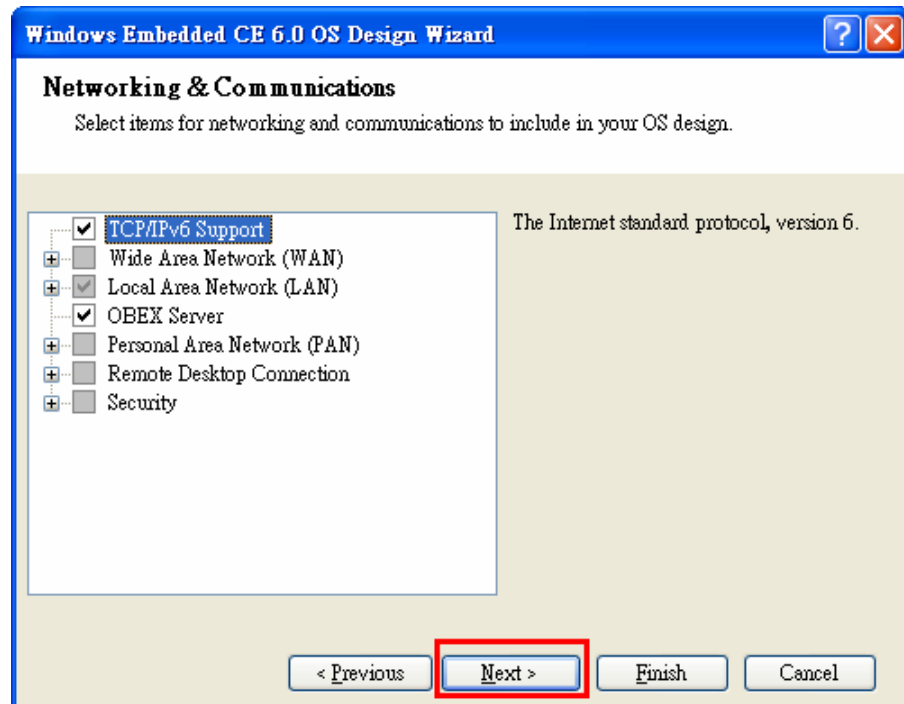 Windows Embedded CE 6.0 OS Design Wizard
Networking & Communications
Select items for networking and communications to include in your OS design.
TCP/IPv6 Support
Wide Area Network (WAN)
Local Area Network (LAN)
OBEX Server
Personal Area Network (PAN)
Remote Desktop Connection
Security
The Internet standard protocol, version 6.
< Previous
Next >
Finish
Cancel